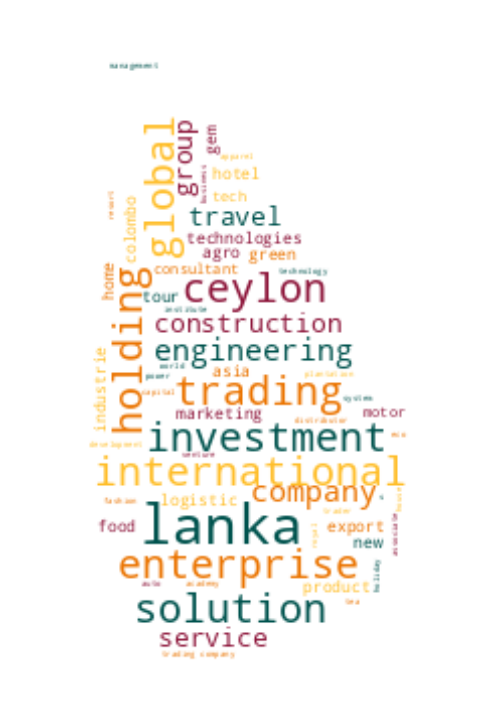 management
global
group
gem
apparel
business
hotel
resort
tech
colombo
travel
technologies
agro
green
home
holding
consultant
technology
tour
ceylon
institute
construction
engineering
industrie
world
power
asia
plantation
trading
capital
system
marketing
motor
distributor
investment
eco
development
venture
international
company
fashion
logistic
house
lanka
trader
food
export
royal
new
associate
enterprise
holiday
auto
academy
product
tea
solution
service
trading company